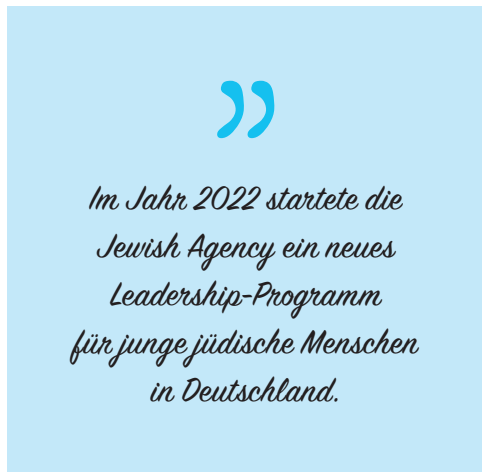 ”
Im Jahr 2022 startete die
Jewish Agency ein neues
Leadership-Programm
für junge jüdische Menschen
in Deutschland.